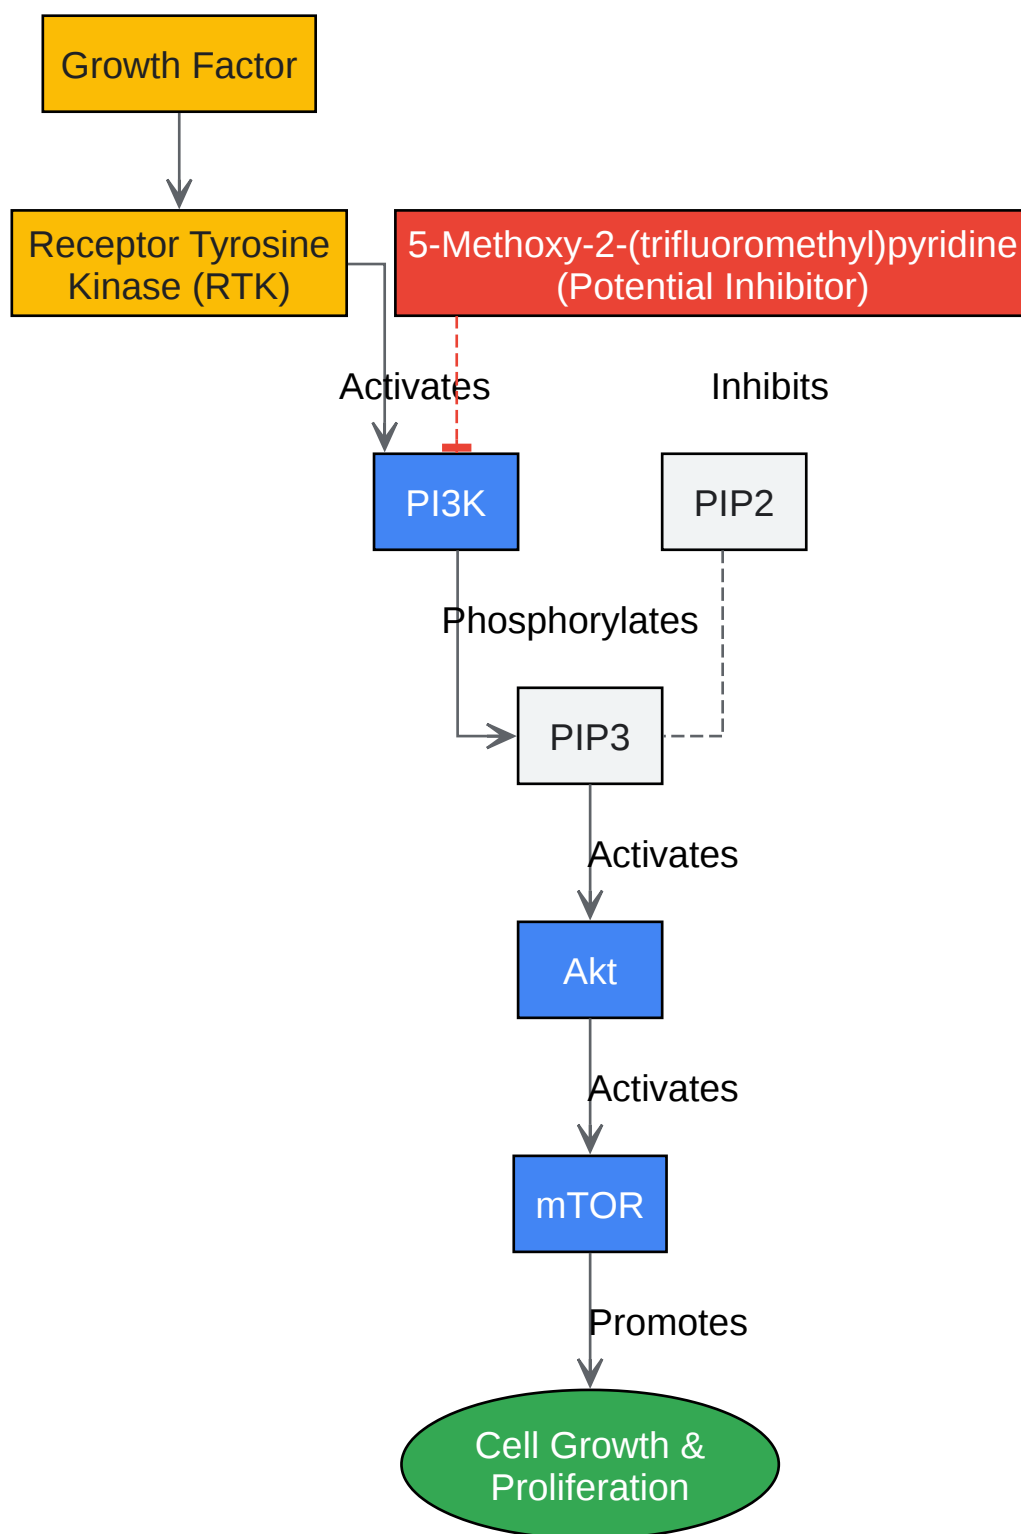 Growth Factor
Receptor Tyrosine
Kinase (RTK)
5-Methoxy-2-(trifluoromethyl)pyridine
(Potential Inhibitor)
Activates
Inhibits
PI3K
PIP2
Phosphorylates
PIP3
Activates
Akt
Activates
mTOR
Promotes
Cell Growth &
Proliferation